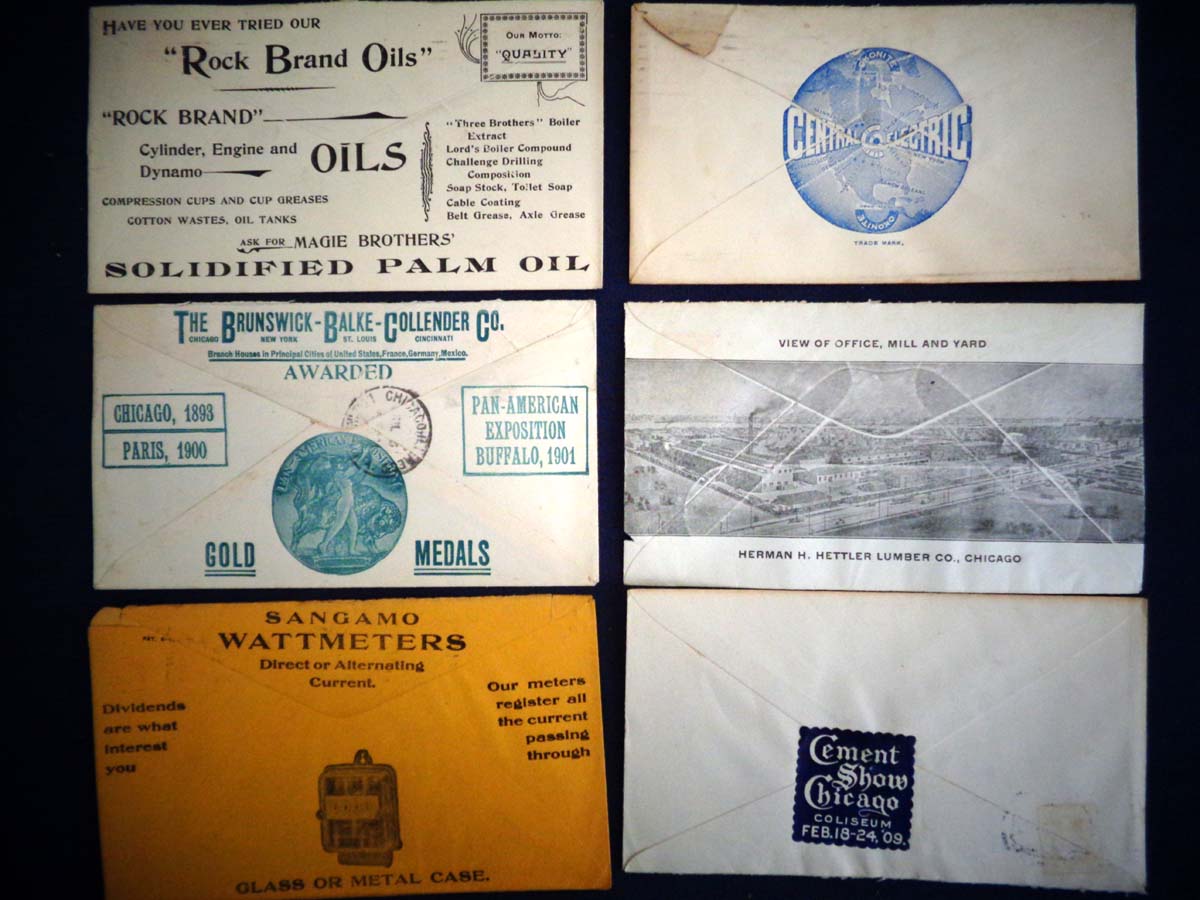 HAVE YOU EVER TRIED OUR
"Rock Brand Oils"
OUR MOTTO:
"QUALITY"
"ROCK BRAND"
Cylinder, Engine and
Dynamo
OILS
COMPRESSION CUPS AND CUP GREASES
COTTON WASTES, OIL TANKS
"Three Brothers" Boiler
Extract
Lord's Boiler Compound
Challenge Drilling
Composition
Soap Stock, Toilet Soap
Cable Coating
Belt Grease, Axle Grease
ASK FOR MAGIE BROTHERS'
SOLIDIFIED PALM OIL
OKONITE
CENTRAL ELECTRIC
NEW YORK
NEW ORLEANS
OKONITE
TRADE MARK.
THE BRUNSWICK-BALKE-COLLENDER CO.
CHICAGO NEW YORK ST. LOUIS CINCINNATI
Branch Houses in Principal Cities of United States, France, Germany, Mexico.
AWARDED
CHICAGO, 1893
PARIS, 1900
CHICAGO
PAN-AMERICAN
EXPOSITION
BUFFALO, 1901
GOLD MEDALS
VIEW OF OFFICE, MILL AND YARD
HERMAN H. HETTLER LUMBER CO., CHICAGO
SANGAMO
WATTMETERS
Direct or Alternating
Current.
Dividends
are what
interest
you
Our meters
register all
the current
passing
through
GLASS OR METAL CASE.
Cement
Show
Chicago
COLISEUM
FEB. 18-24, '09.